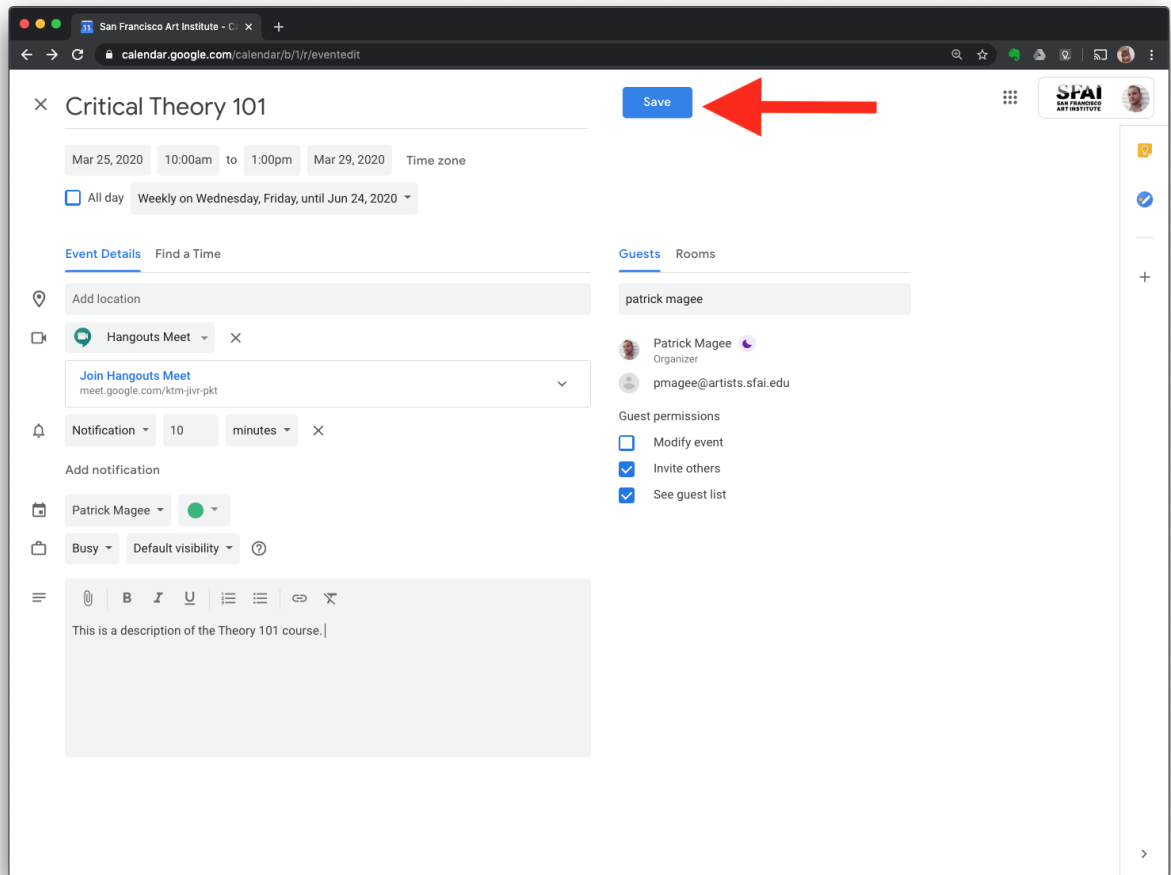 San Francisco Art Institute - Ca
calendar.google.com/calendar/b/1/r/eventedit
Critical Theory 101
Save
SFAI
SAN FRANCISCO
ART INSTITUTE
Mar 25, 2020 10:00am to 1:00pm Mar 29, 2020 Time zone
All day Weekly on Wednesday, Friday, until Jun 24, 2020
Event Details Find a Time
Guests Rooms
Add location
patrick magee
Hangouts Meet
Patrick Magee
Organizer
Join Hangouts Meet
meet.google.com/ktm-jivr-pkt
pmagee@artists.sfai.edu
Guest permissions
Notification 10 minutes
Modify event
Add notification
Invite others
See guest list
Patrick Magee
Busy Default visibility
B I U
This is a description of the Theory 101 course.